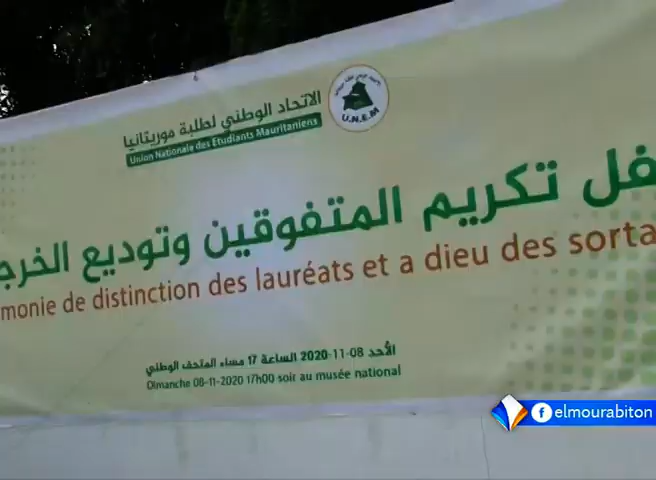 الاتحاد الوطني لطلبة موريتانيا
Union Nationale des Etudiants Mauritaniens
U.N.E.M
فل تكريم المتفوقين وتوديع الخرج
monie de distinction des lauréats et a dieu des sorta
الأحد 08-11-2020 الساعة 17 مساء المتحف الوطني
Dimanche 08-11-2020 17h00 soir au musée national
elmourabiton